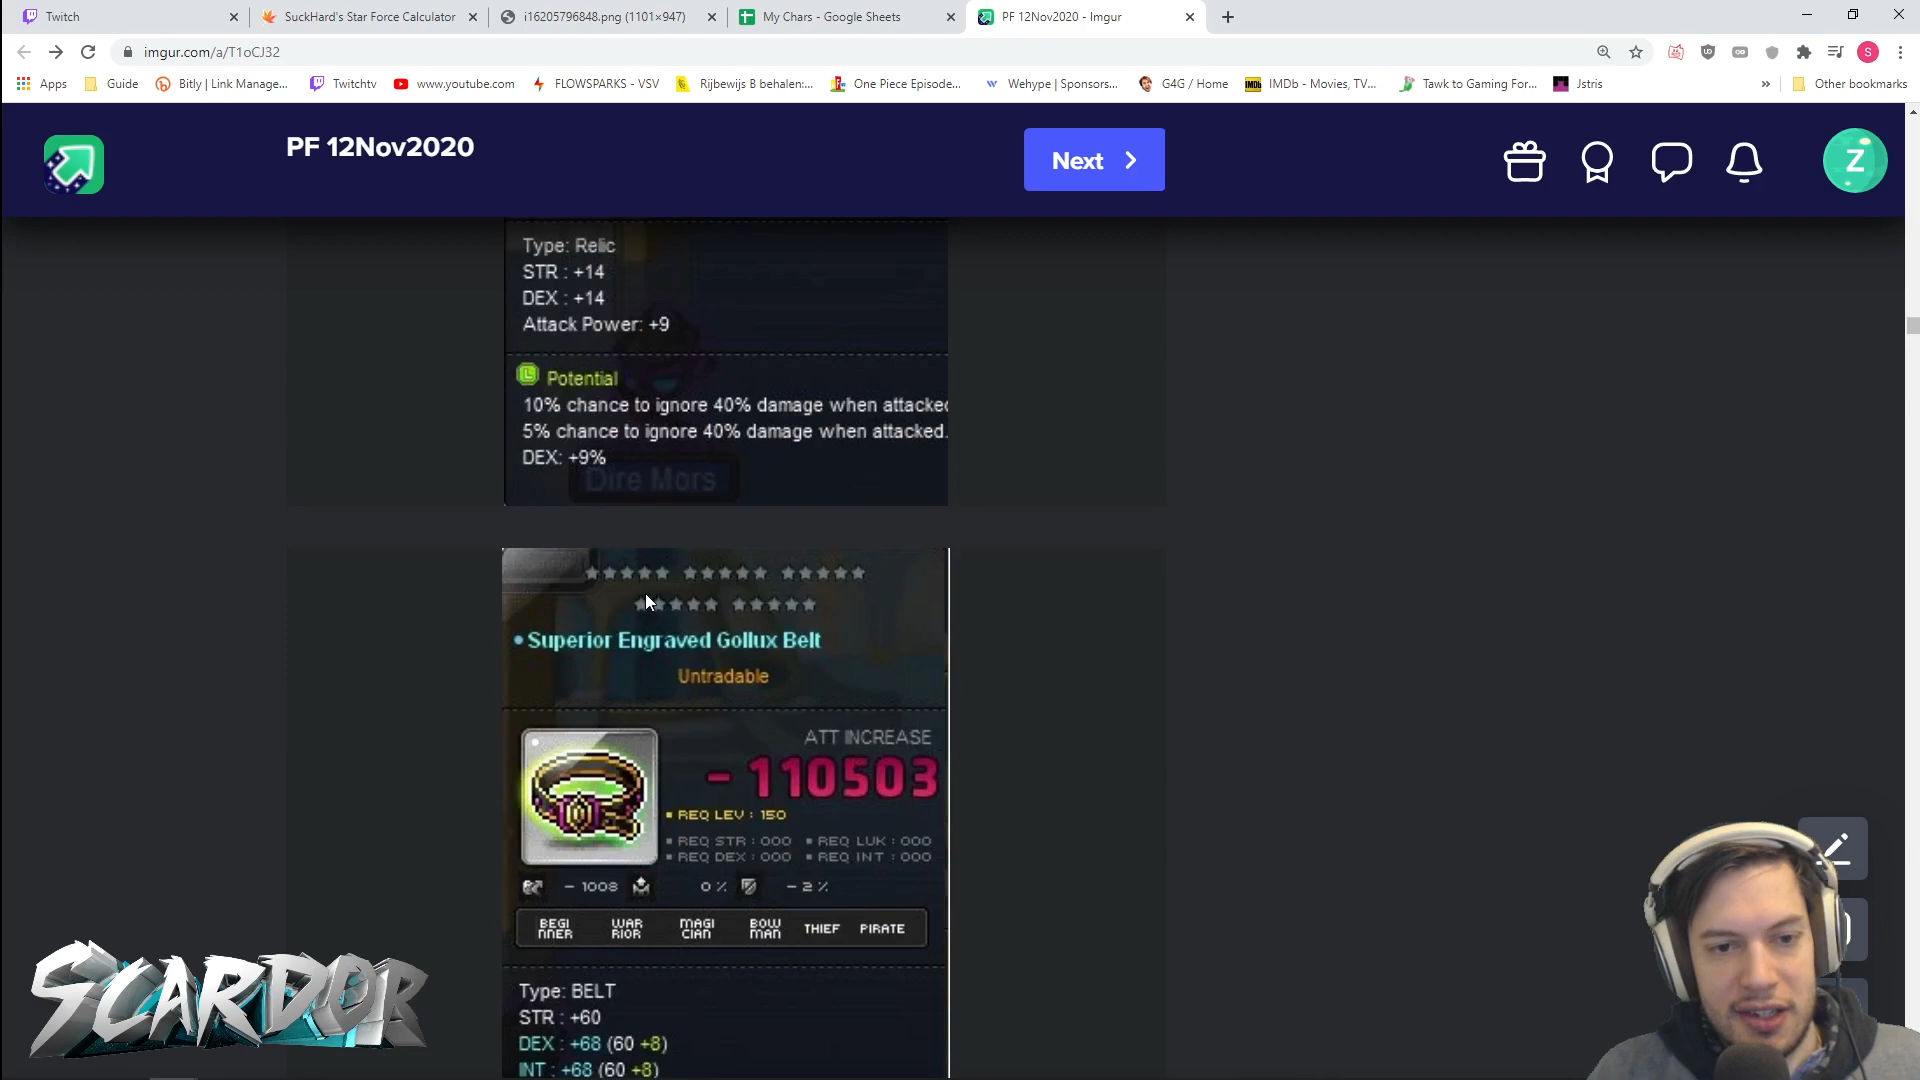 Twitch
SuckHard's Star Force Calculator
i16205796848.png (1101×947)
My Chars - Google Sheets
PF 12Nov2020 - Imgur
imgur.com/a/T1oCJ32
S
Apps
Guide
Bitly | Link Manage...
Twitchtv
www.youtube.com
FLOWSPARKS - VSV
Rijbewijs B behalen:...
One Piece Episode...
Wehype | Sponsors...
G4G / Home
IMDb - Movies, TV...
Tawk to Gaming For...
Jstris
»
Other bookmarks
PF 12Nov2020
Next
Z
Type: Relic
STR : +14
DEX : +14
Attack Power: +9
L Potential
10% chance to ignore 40% damage when attacked
5% chance to ignore 40% damage when attacked.
DEX: +9%
Dire Mors
Superior Engraved Gollux Belt
Untradable
ATT INCREASE
- 110503
REQ LEV : 150
REQ STR : 000 REQ LUK : 000
REQ DEX : 000 REQ INT : 000
- 1008 0 % - 2 %
BEGINNER WARRIOR MAGICIAN BOWMAN THIEF PIRATE
Type: BELT
STR : +60
DEX : +68 (60 +8)
INT : +68 (60 +8)
SCARDOR